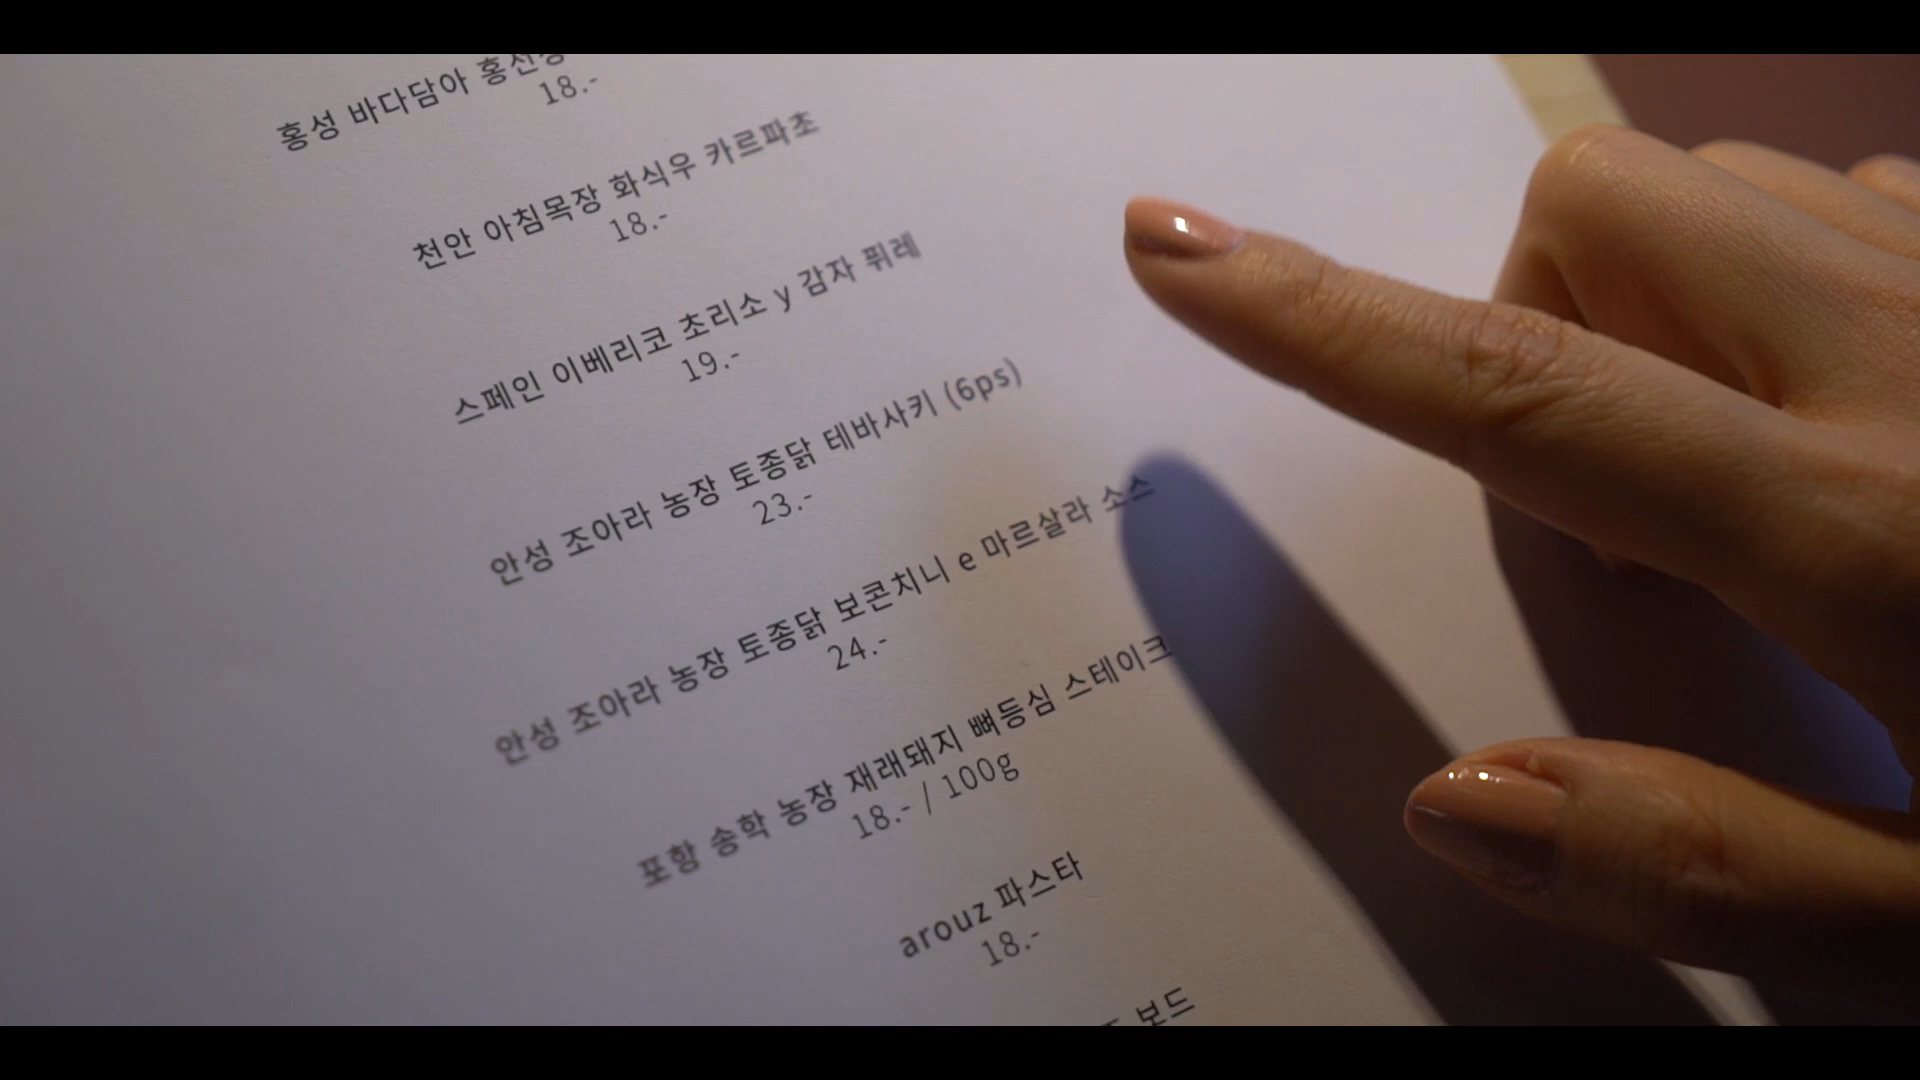 홍성 바다담아
18.-
천안 아침목장 화식우 카르파초
18.-
스페인 이베리코 초리소 y 감자 퓌레
19.-
안성 조아라 농장 토종닭 테바사키 (6ps)
23.-
안성 조아라 농장 토종닭 보콘치니 e 마르살라 소스
24.-
포항 송학 농장 재래돼지 뼈등심 스테이크
18.- / 100g
arouz 파스타
18.-
보드